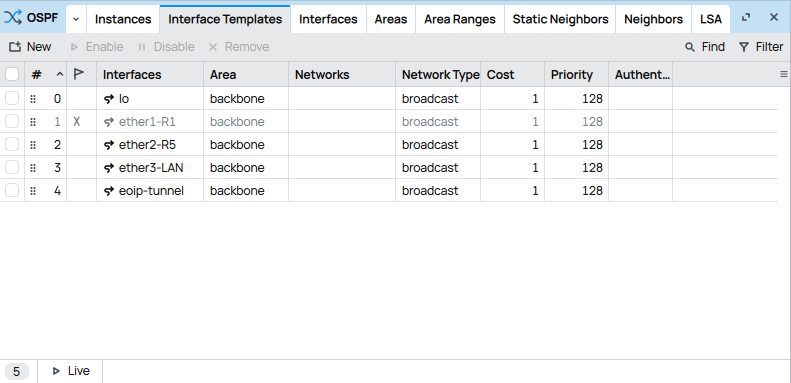 OSPF Instances Interface Templates Interfaces Areas Area Ranges Static Neighbors Neighbors LSA
New Enable Disable Remove Find Filter
# Interfaces Area Networks Network Type Cost Priority Authent...
0 lo backbone broadcast 1 128
1 X ether1-R1 backbone broadcast 1 128
2 ether2-R5 backbone broadcast 1 128
3 ether3-LAN backbone broadcast 1 128
4 eoip-tunnel backbone broadcast 1 128
5 Live